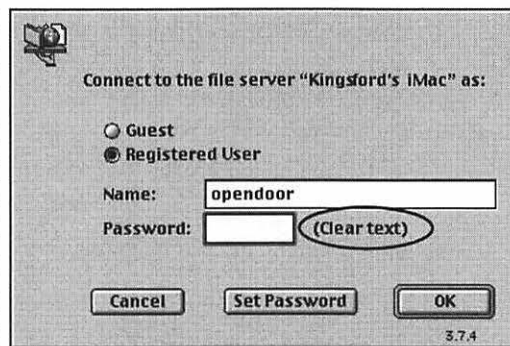 Connect to the file server “Kingsford's iMac” as:
Guest
Registered User
Name: opendoor
Password: (Clear text)
Cancel Set Password OK
3.7.4